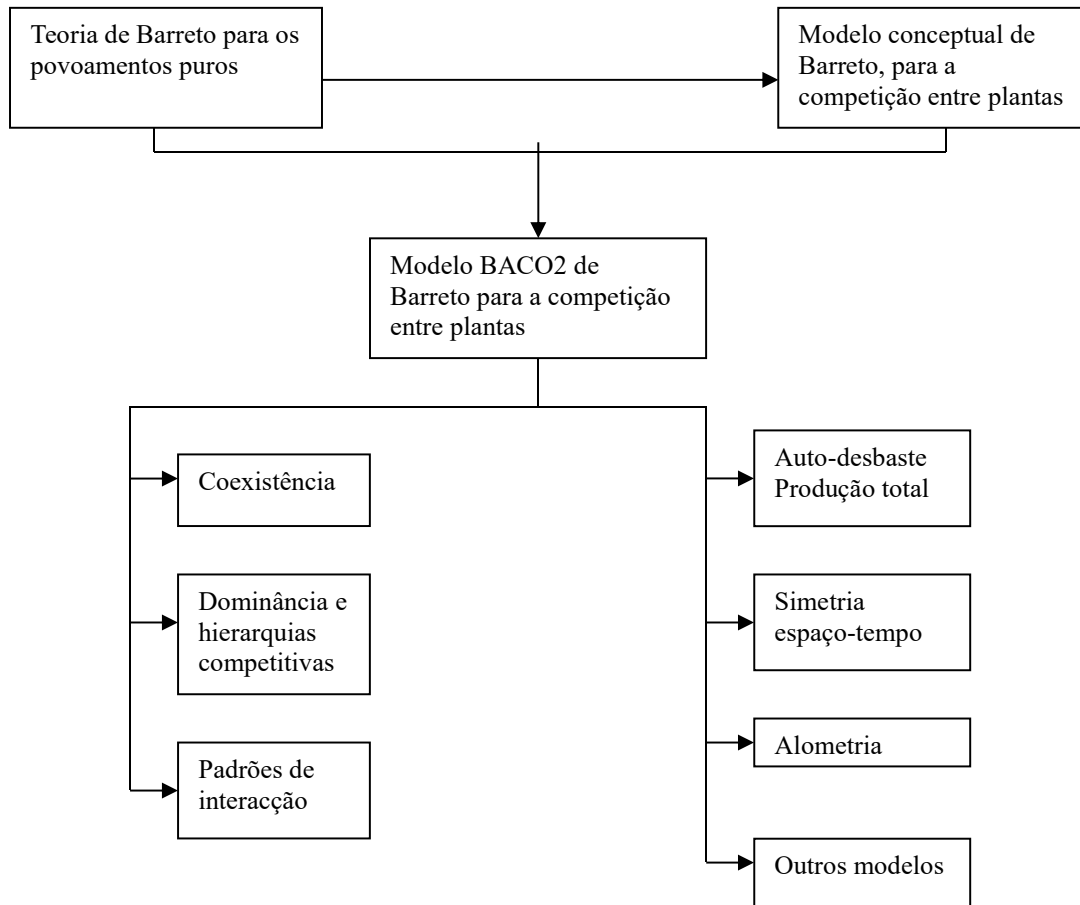 Teoria de Barreto para os
povoamentos puros
Modelo conceptual de
Barreto, para a
competição entre plantas
Modelo BACO2 de
Barreto para a competição
entre plantas
Coexistência
Dominância e
hierarquias
competitivas
Padrões de
interacção
Auto-desbaste
Produção total
Simetria
espaço-tempo
Alometria
Outros modelos